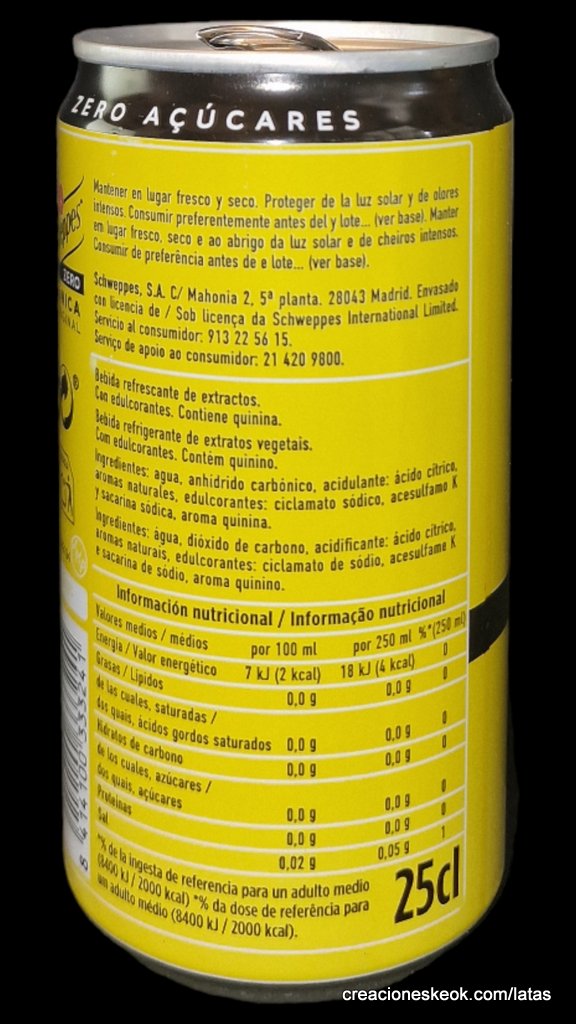 ZERO AÇÚCARES
Mantener en lugar fresco y seco. Proteger de la luz solar y de olores
intensos. Consumir preferentemente antes del y lote... (ver base). Manter
em lugar fresco, seco e ao abrigo da luz solar e de cheiros intensos.
Consumir de preferência antes de e lote... (ver base).
Schweppes, S.A. C/ Mahonia 2, 5ª planta. 28043 Madrid. Envasado
con licencia de / Sob licença da Schweppes International Limited.
Servicio al consumidor: 913 22 56 15.
Serviço de apoio ao consumidor: 21 420 9800.
ZERO
Bebida refrescante de extractos.
Con edulcorantes. Contiene quinina.
Bebida refrigerante de extratos vegetais.
Com edulcorantes. Contém quinino.
Ingredientes: agua, anhídrido carbónico, acidulante: ácido cítrico,
aromas naturales, edulcorantes: ciclamato sódico, acesulfamo K
y sacarina sódica, aroma quinina.
Ingredientes: água, dióxido de carbono, acidificante: ácido cítrico,
aromas naturais, edulcorantes: ciclamato de sódio, acesulfame K
e sacarina de sódio, aroma quinino.
Información nutricional / Informação nutricional
Valores medios / médios por 100 ml por 250 ml %*(250 ml)
Energía / Valor energético 7 kJ (2 kcal) 18 kJ (4 kcal) 0
Grasas / Lípidos 0,0 g 0,0 g 0
de las cuales, saturadas /
dos quais, ácidos gordos saturados 0,0 g 0,0 g 0
Hidratos de carbono 0,0 g 0,0 g 0
de los cuales, azúcares /
dos quais, açúcares 0,0 g 0,0 g 0
Proteínas 0,0 g 0,0 g 0
Sal 0,02 g 0,05 g 1
*% de la ingesta de referencia para un adulto medio
(8400 kJ / 2000 kcal) *% da dose de referência para
um adulto médio (8400 kJ / 2000 kcal).
25cl
creacioneskeok.com/latas